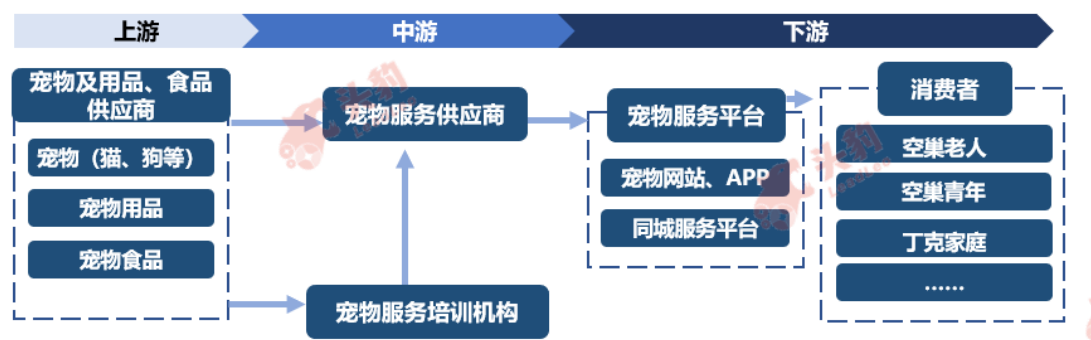 上游
中游
下游
宠物及用品、食品
供应商
宠物（猫、狗等）
宠物用品
宠物食品
宠物服务供应商
宠物服务培训机构
宠物服务平台
宠物网站、APP
同城服务平台
消费者
空巢老人
空巢青年
丁克家庭
......
头豹
头豹